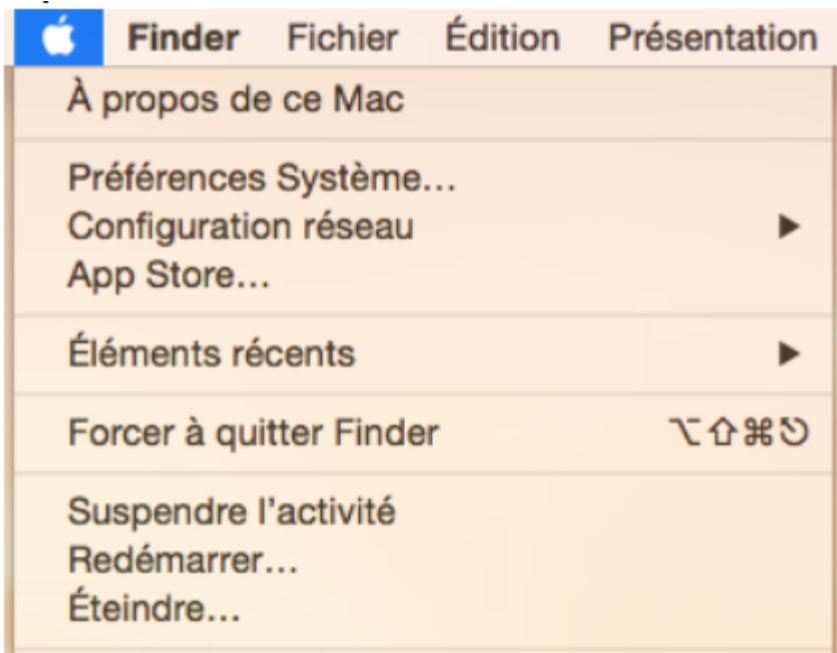 Finder Fichier Édition Présentation
À propos de ce Mac
Préférences Système...
Configuration réseau ▶
App Store...
Éléments récents ▶
Forcer à quitter Finder ⌥⇧⌘⎋
Suspendre l’activité
Redémarrer...
Éteindre...